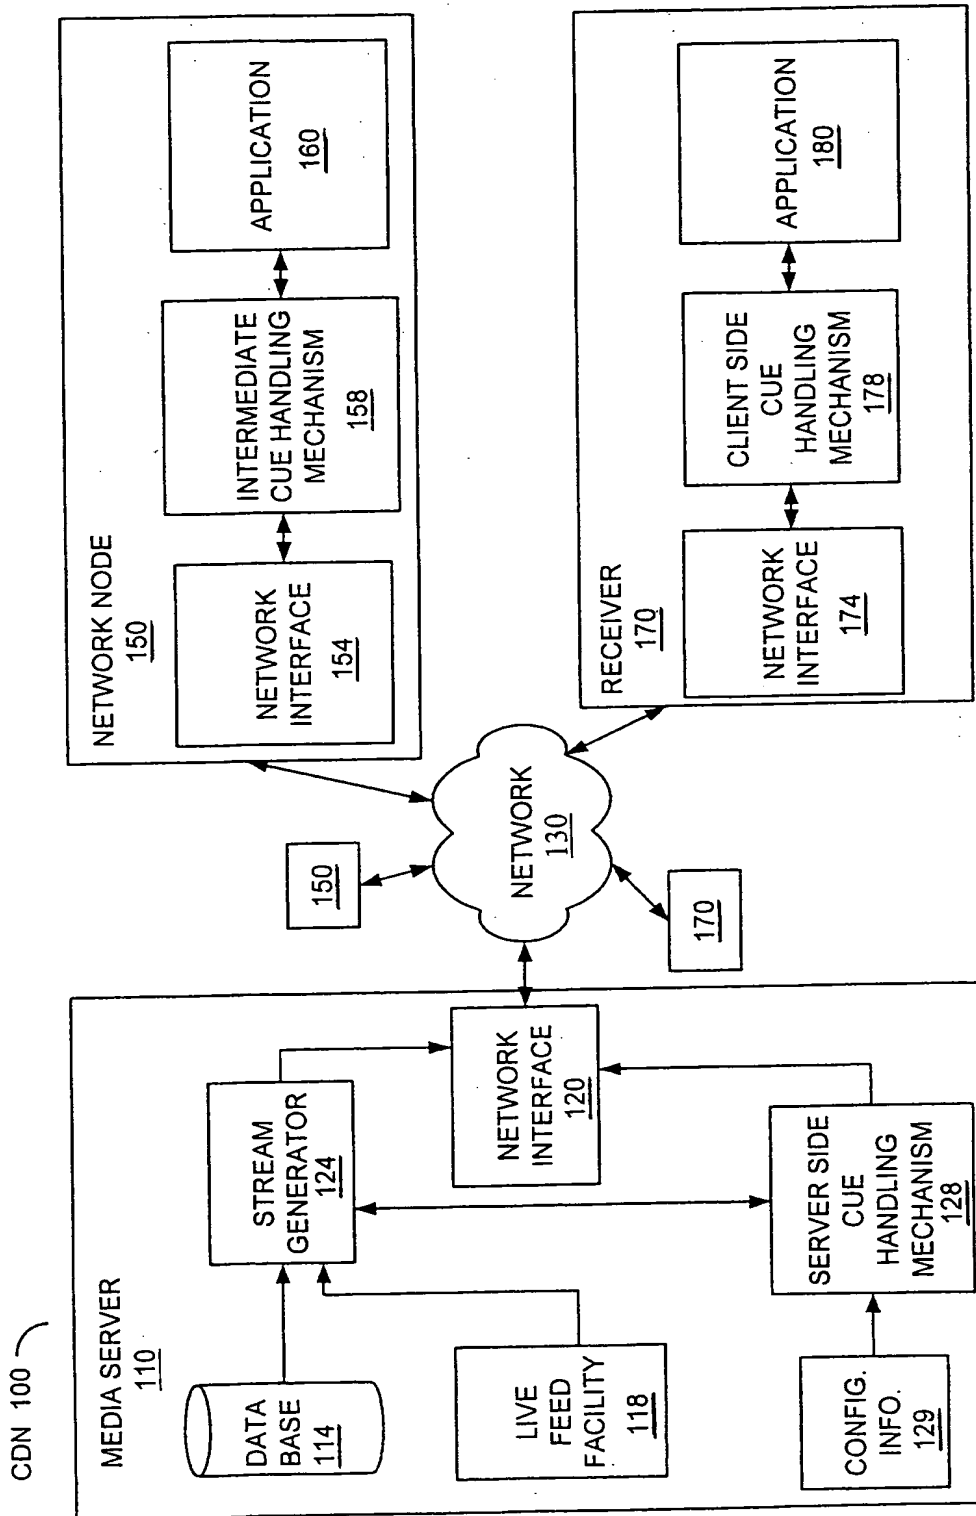 CDN 100
MEDIA SERVER
110
DATA
BASE
114
LIVE
FEED
FACILITY
118
CONFIG.
INFO.
129
STREAM
GENERATOR
124
SERVER SIDE
CUE
HANDLING
MECHANISM
128
NETWORK
INTERFACE
120
NETWORK
130
150
170
NETWORK NODE
150
NETWORK
INTERFACE
154
INTERMEDIATE
CUE HANDLING
MECHANISM
158
APPLICATION
160
RECEIVER
170
NETWORK
INTERFACE
174
CLIENT SIDE
CUE
HANDLING
MECHANISM
178
APPLICATION
180